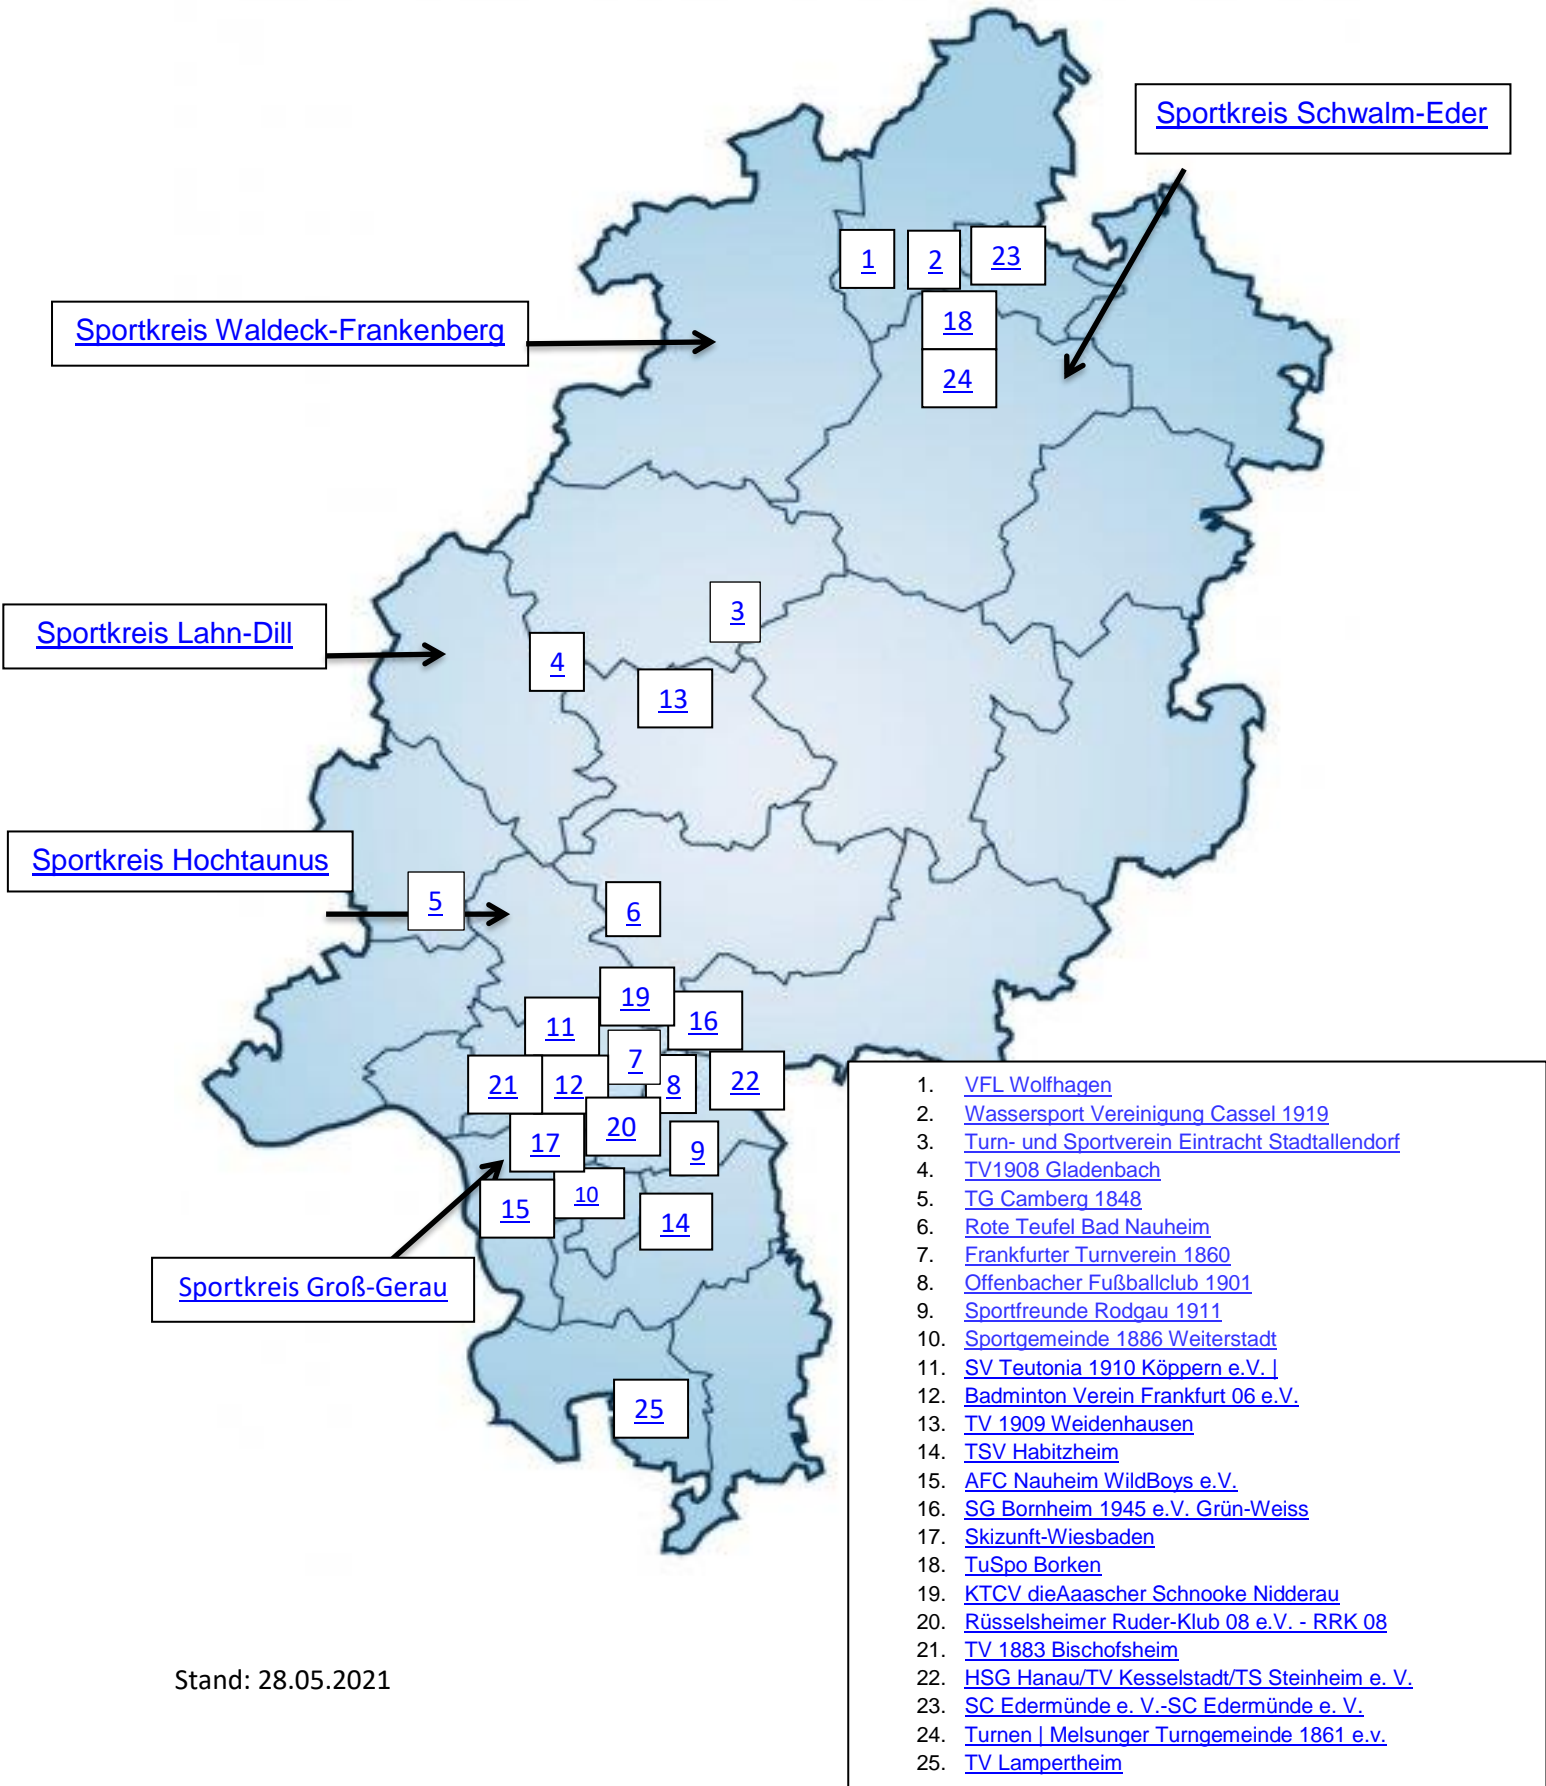 Sportkreis Schwalm-Eder
1
2
23
Sportkreis Waldeck-Frankenberg
18
24
3
Sportkreis Lahn-Dill
4
13
Sportkreis Hochtaunus
5
6
19
11
16
7
21
12
8
22
20
17
9
10
15
14
Sportkreis Groß-Gerau
25
1. VFL Wolfhagen
2. Wassersport Vereinigung Cassel 1919
3. Turn- und Sportverein Eintracht Stadtallendorf
4. TV1908 Gladenbach
5. TG Camberg 1848
6. Rote Teufel Bad Nauheim
7. Frankfurter Turnverein 1860
8. Offenbacher Fußballclub 1901
9. Sportfreunde Rodgau 1911
10. Sportgemeinde 1886 Weiterstadt
11. SV Teutonia 1910 Köppern e.V. |
12. Badminton Verein Frankfurt 06 e.V.
13. TV 1909 Weidenhausen
14. TSV Habitzheim
15. AFC Nauheim WildBoys e.V.
16. SG Bornheim 1945 e.V. Grün-Weiss
17. Skizunft-Wiesbaden
18. TuSpo Borken
19. KTCV dieAaascher Schnooke Nidderau
20. Rüsselsheimer Ruder-Klub 08 e.V. - RRK 08
21. TV 1883 Bischofsheim
22. HSG Hanau/TV Kesselstadt/TS Steinheim e. V.
23. SC Edermünde e. V.-SC Edermünde e. V.
24. Turnen | Melsunger Turngemeinde 1861 e.v.
25. TV Lampertheim
Stand: 28.05.2021